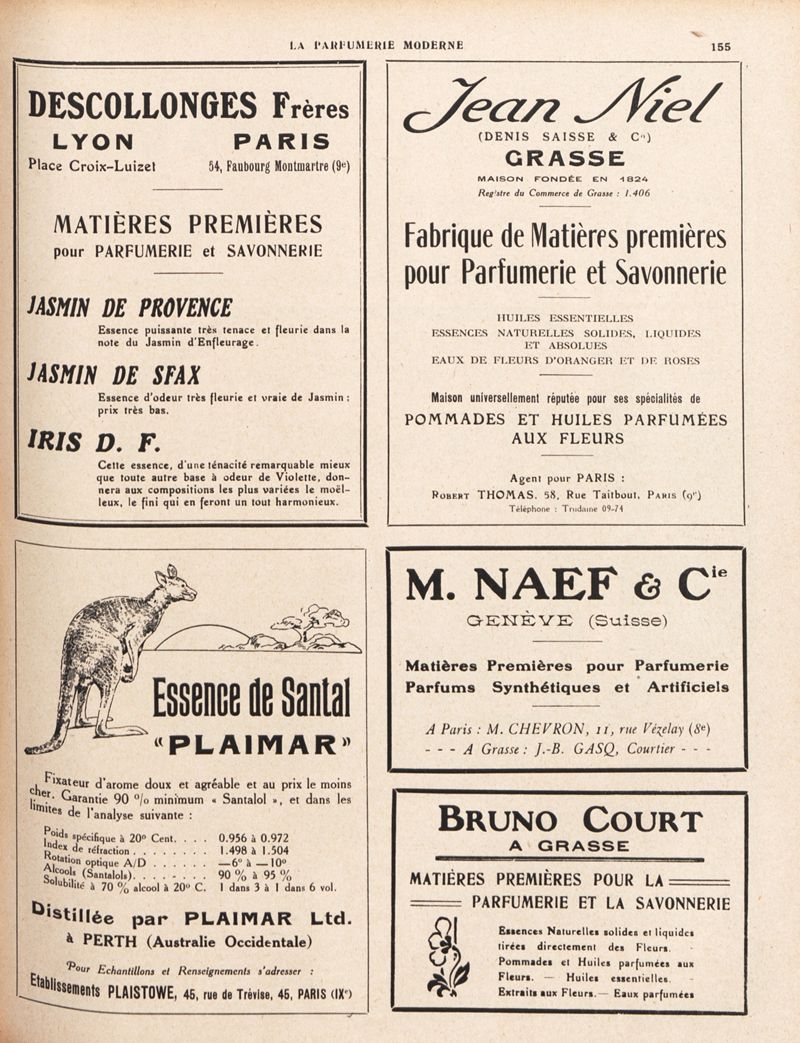 LA PARFUMERIE MODERNE
155
DESCOLLONGES Frères
LYON PARIS
Place Croix-Luizet 54, Faubourg Montmartre (9e)
MATIÈRES PREMIÈRES
pour PARFUMERIE et SAVONNERIE
JASMIN DE PROVENCE
Essence puissante très tenace et fleurie dans la
note du Jasmin d'Enfleurage.
JASMIN DE SFAX
Essence d'odeur très fleurie et vraie de Jasmin ;
prix très bas.
IRIS D. F.
Cette essence, d'une ténacité remarquable mieux
que toute autre base à odeur de Violette, don-
nera aux compositions les plus variées le moël-
leux, le fini qui en feront un tout harmonieux.
Jean Niel
(DENIS SAISSE & Cie)
GRASSE
MAISON FONDÉE EN 1824
Registre du Commerce de Grasse : 1.406
Fabrique de Matières premières
pour Parfumerie et Savonnerie
HUILES ESSENTIELLES
ESSENCES NATURELLES SOLIDES, LIQUIDES
ET ABSOLUES
EAUX DE FLEURS D'ORANGER ET DE ROSES
Maison universellement réputée pour ses spécialités de
POMMADES ET HUILES PARFUMÉES
AUX FLEURS
Agent pour PARIS :
ROBERT THOMAS. 58, Rue Taitbout, PARIS (9e)
Téléphone : Trudaine 09-74
Essence de Santal
"PLAIMAR"
Fixateur d'arome doux et agréable et au prix le moins
cher. Garantie 90 % minimum « Santalol », et dans les
limites de l'analyse suivante :
Poids spécifique à 20° Cent. . . . 0.956 à 0.972
Index de réfraction . . . . . . . . 1.498 à 1.504
Rotation optique A/D . . . . . . —6° à —10°
Alcools (Santalols). . . . . . . . 90 % à 95 %
Solubilité à 70 % alcool à 20° C. 1 dans 3 à 1 dans 6 vol.
Distillée par PLAIMAR Ltd.
à PERTH (Australie Occidentale)
Pour Echantillons et Renseignements s'adresser :
Etablissements PLAISTOWE, 45, rue de Trévise, 45, PARIS (IXe)
M. NAEF & Cie
GENÈVE (Suisse)
Matières Premières pour Parfumerie
Parfums Synthétiques et Artificiels
A Paris : M. CHEVRON, 11, rue Vézelay (8e)
- - - A Grasse : J.-B. GASQ, Courtier - - -
BRUNO COURT
A GRASSE
MATIÈRES PREMIÈRES POUR LA
PARFUMERIE ET LA SAVONNERIE
Essences Naturelles solides et liquides
tirées directement des Fleurs.
Pommades et Huiles parfumées aux
Fleurs. — Huiles essentielles.
Extraits aux Fleurs. — Eaux parfumées